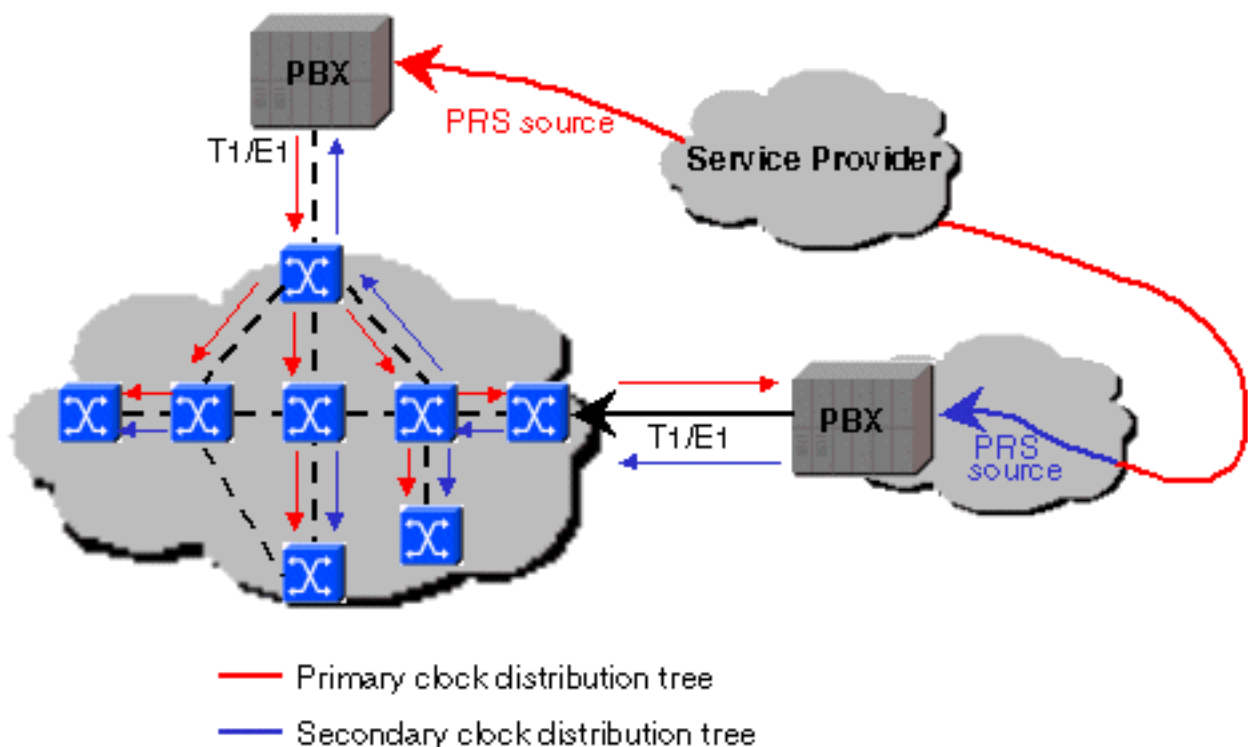 PBX
PRS source
T1/E1
Service Provider
PBX
T1/E1
PRS
source
Primary clock distribution tree
Secondary clock distribution tree